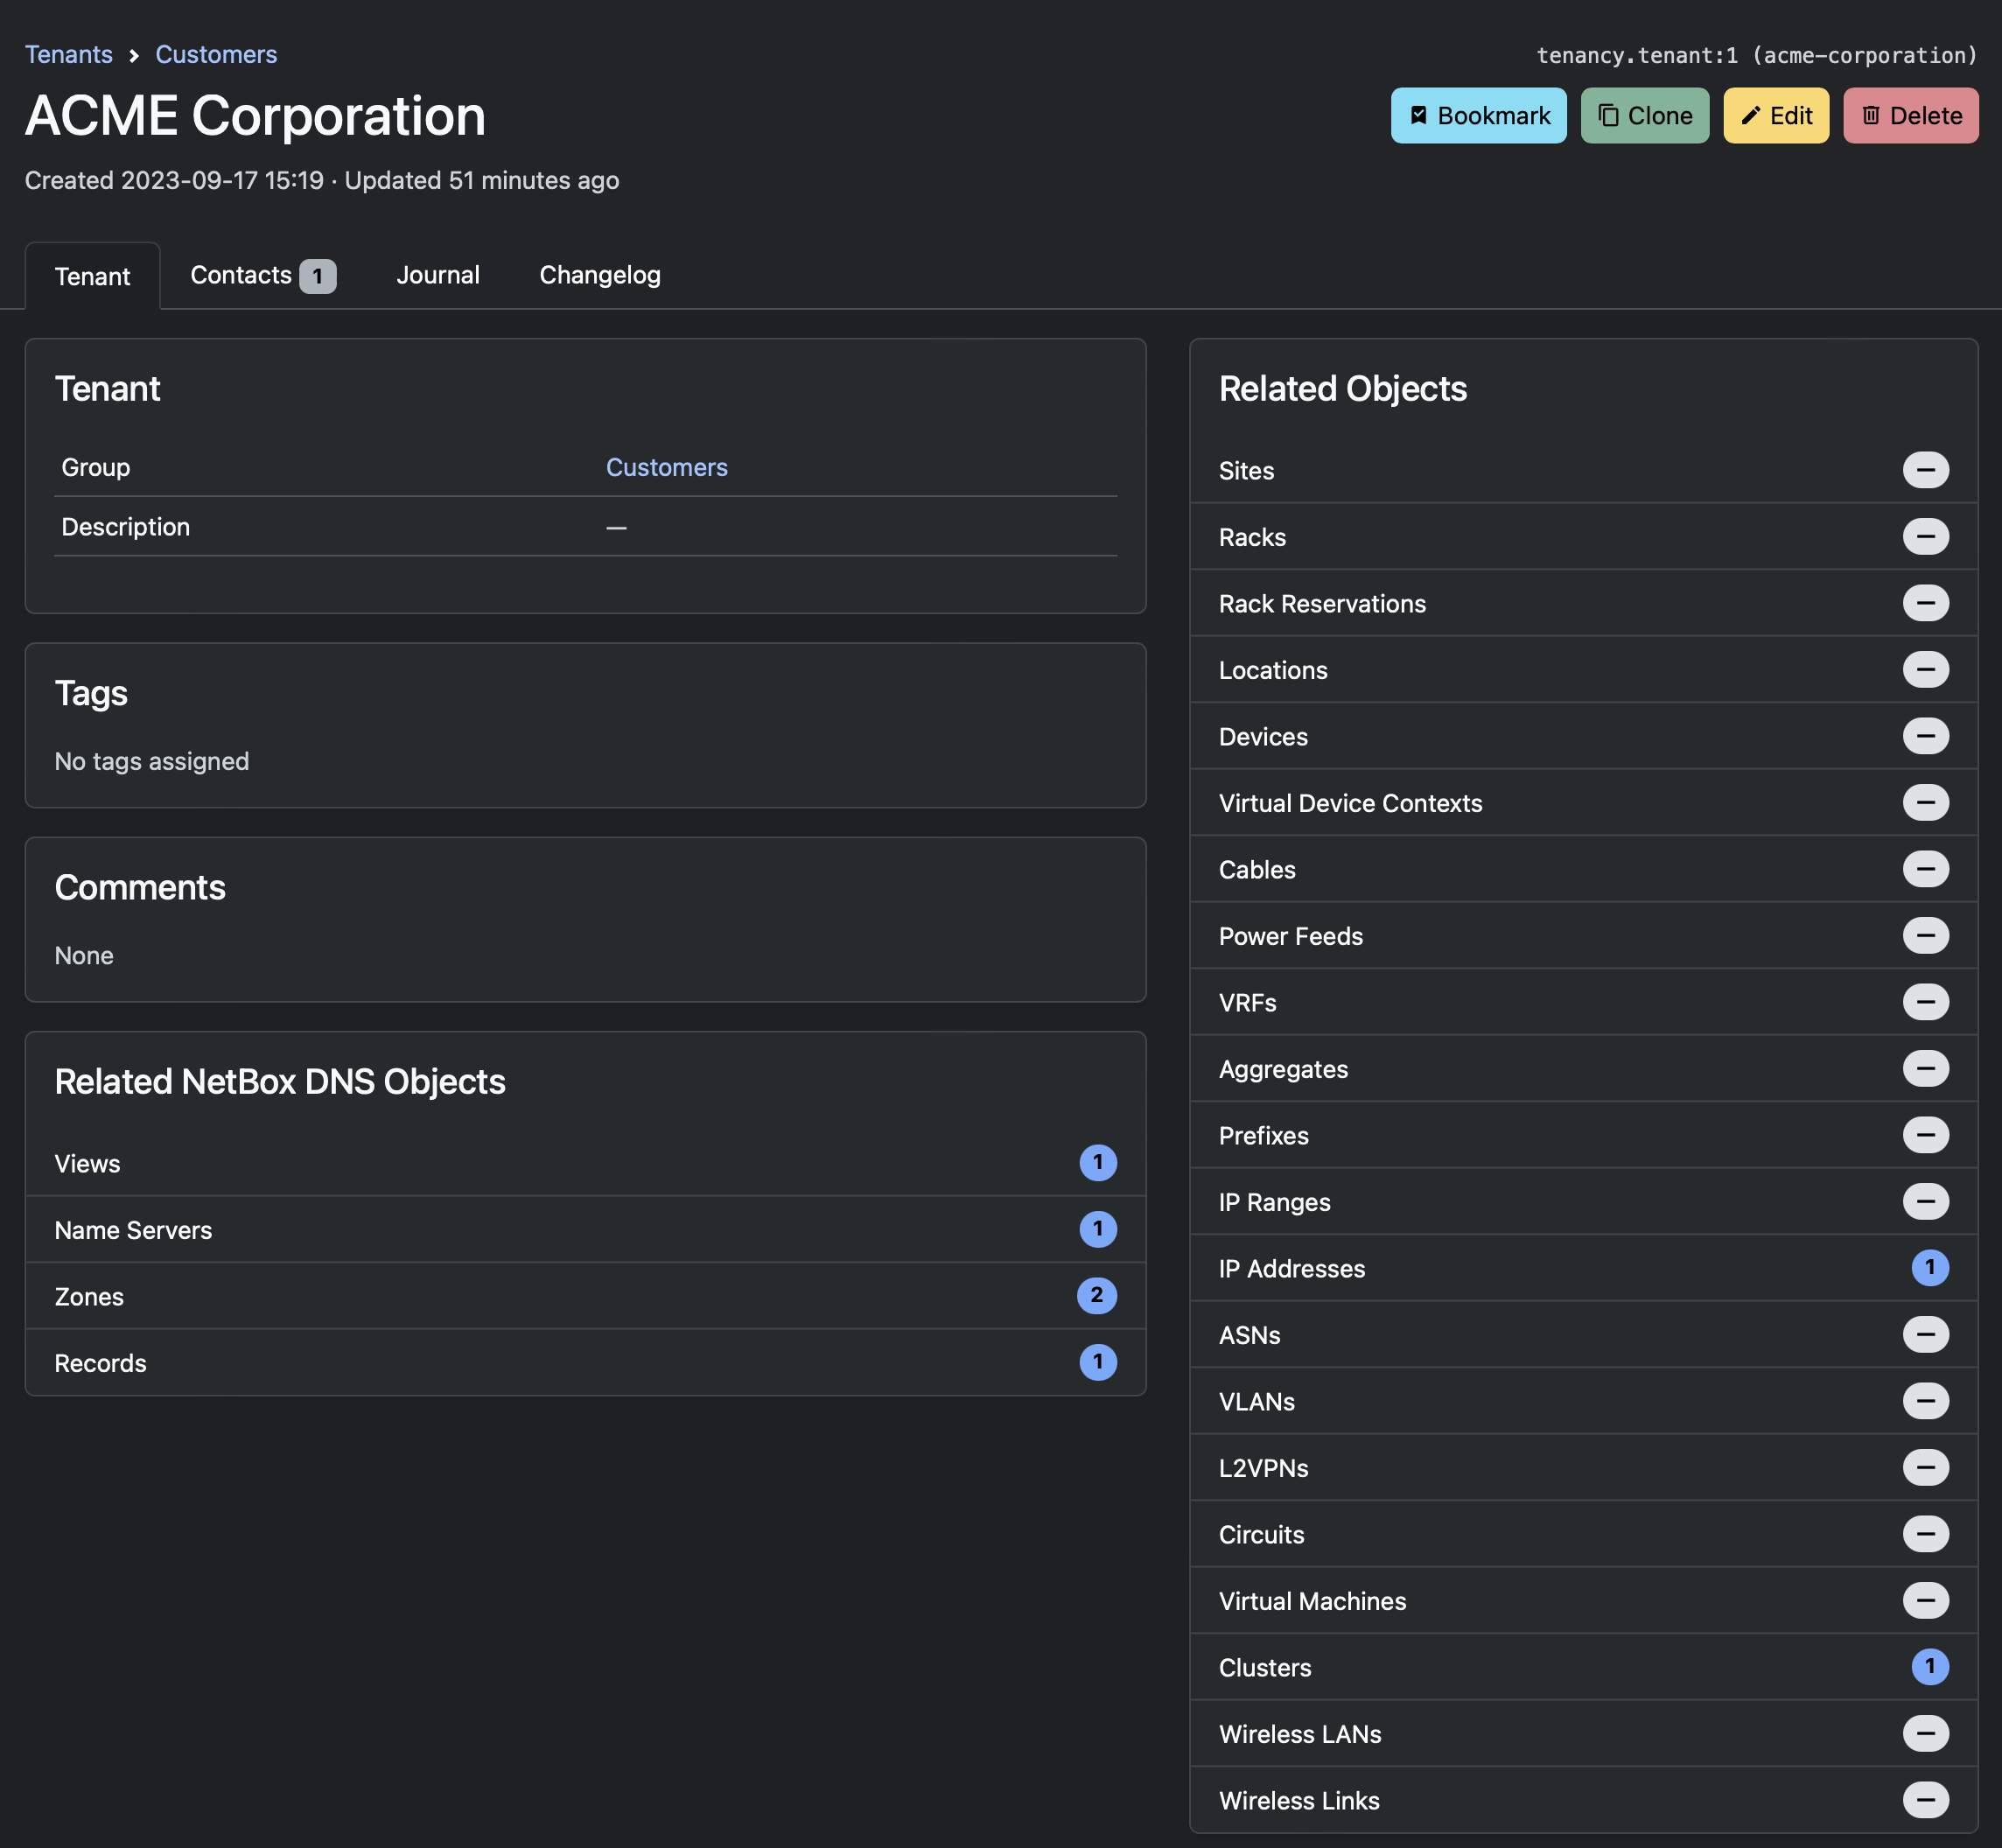 Tenants > Customers
tenancy.tenant:1 (acme-corporation)
ACME Corporation
Bookmark Clone Edit Delete
Created 2023-09-17 15:19 · Updated 51 minutes ago
Tenant Contacts 1 Journal Changelog
Tenant
Group Customers
Description —
Tags
No tags assigned
Comments
None
Related NetBox DNS Objects
Views 1
Name Servers 1
Zones 2
Records 1
Related Objects
Sites —
Racks —
Rack Reservations —
Locations —
Devices —
Virtual Device Contexts —
Cables —
Power Feeds —
VRFs —
Aggregates —
Prefixes —
IP Ranges —
IP Addresses 1
ASNs —
VLANs —
L2VPNs —
Circuits —
Virtual Machines —
Clusters 1
Wireless LANs —
Wireless Links —